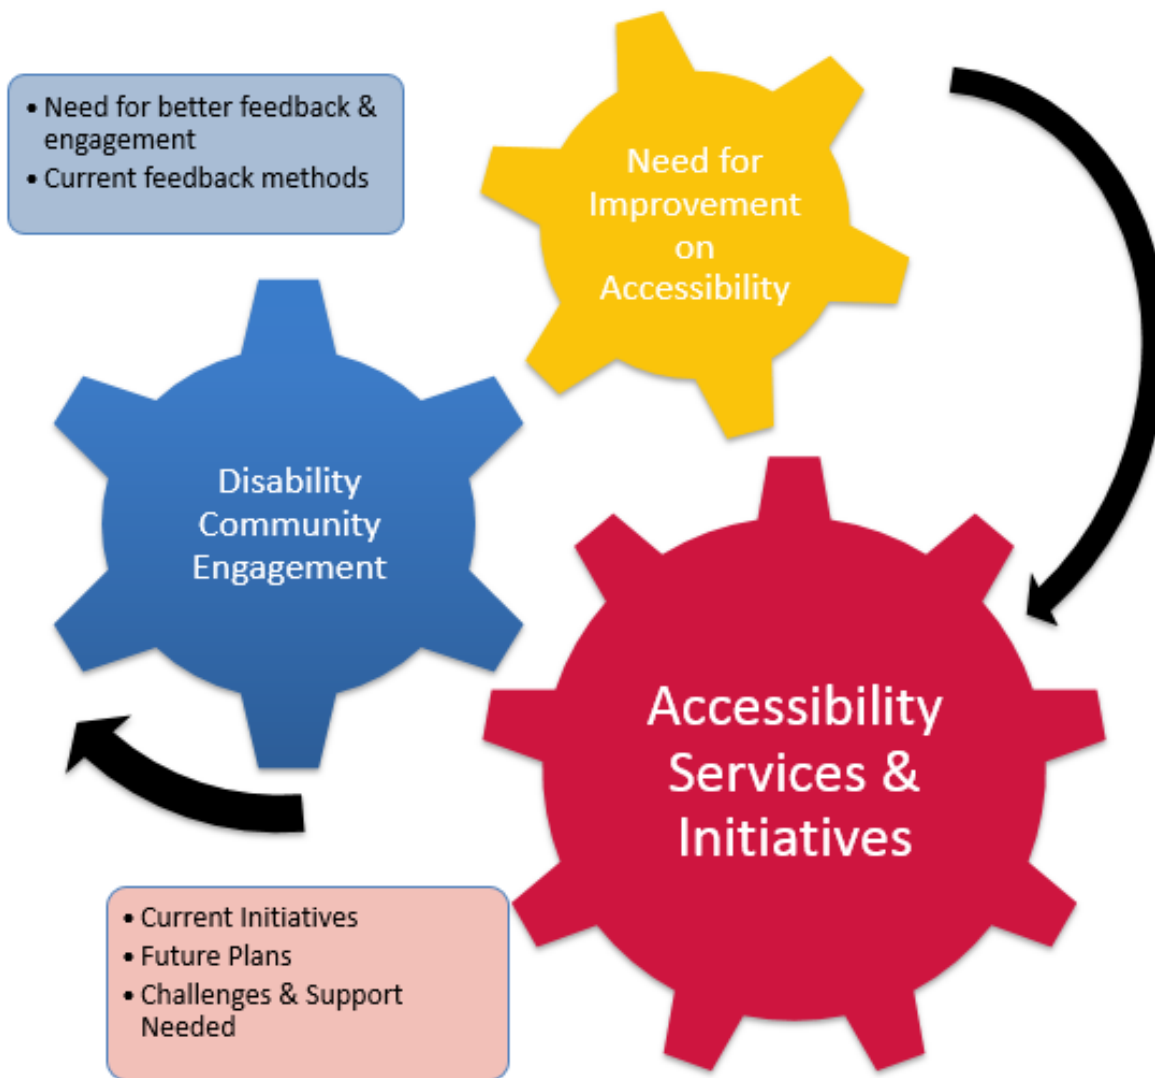 • Need for better feedback &
engagement
• Current feedback methods
Need for
Improvement
on
Accessibility
Disability
Community
Engagement
Accessibility
Services &
Initiatives
• Current Initiatives
• Future Plans
• Challenges & Support
Needed